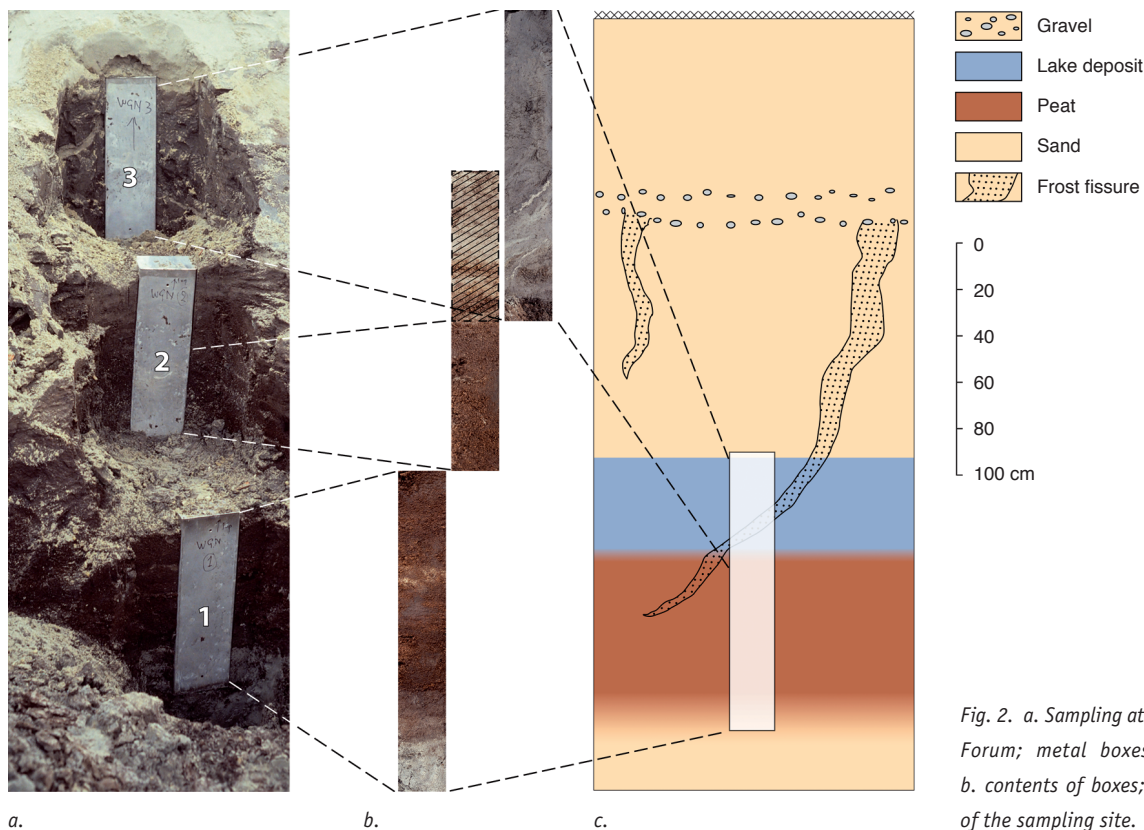 WGN 3
3
WGN
2
WGN
1
1
Gravel
Lake deposit
Peat
Sand
Frost fissure
0
20
40
60
80
100 cm
Fig. 2. a. Sampling at
Forum; metal boxes
b. contents of boxes;
of the sampling site.
a.
b.
c.